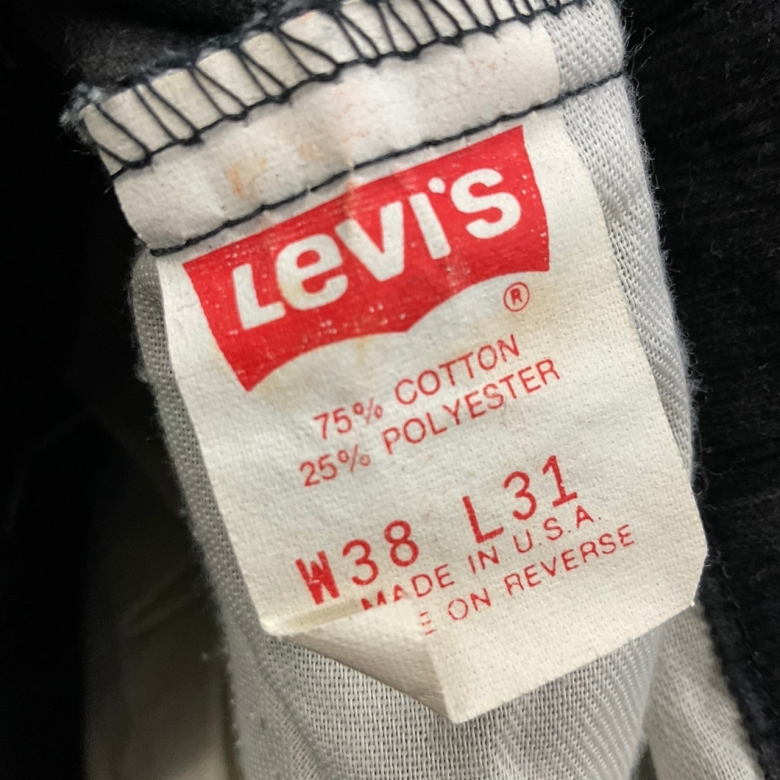 Levi's
®
75% COTTON
25% POLYESTER
W38 L31
MADE IN U.S.A.
ON REVERSE